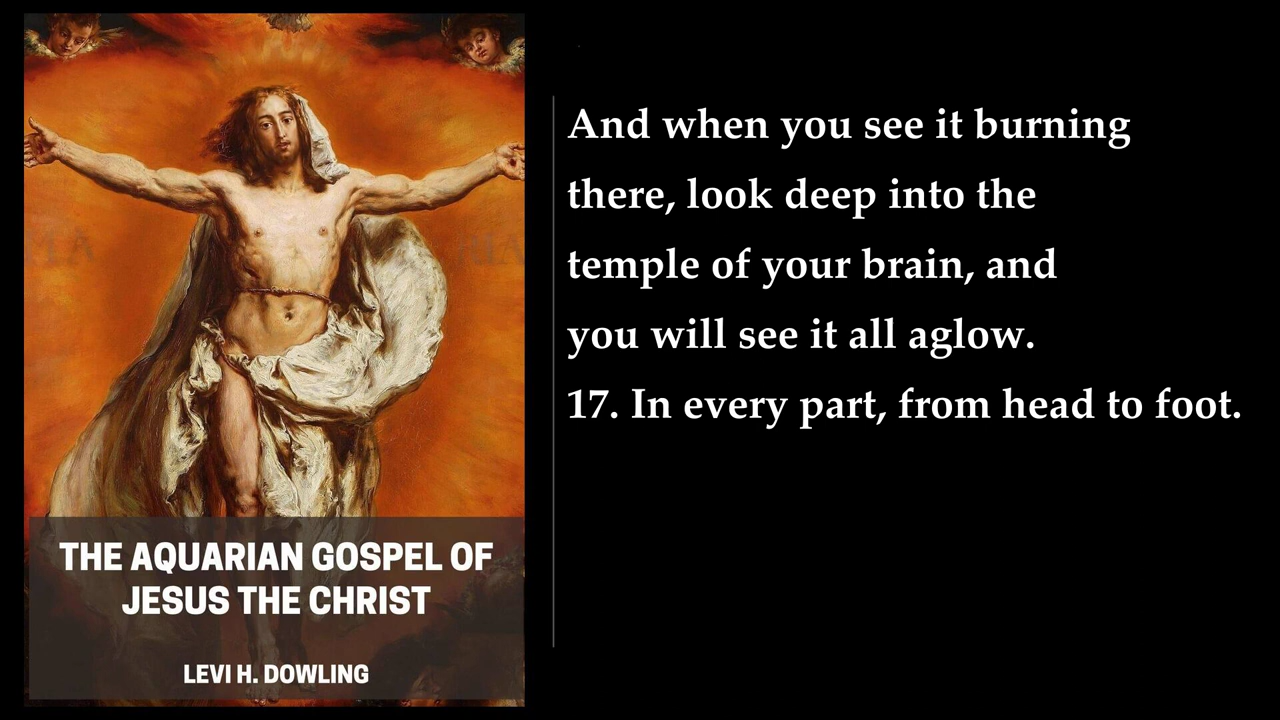 THE AQUARIAN GOSPEL OF
JESUS THE CHRIST
LEVI H. DOWLING
And when you see it burning
there, look deep into the
temple of your brain, and
you will see it all aglow.
17. In every part, from head to foot.